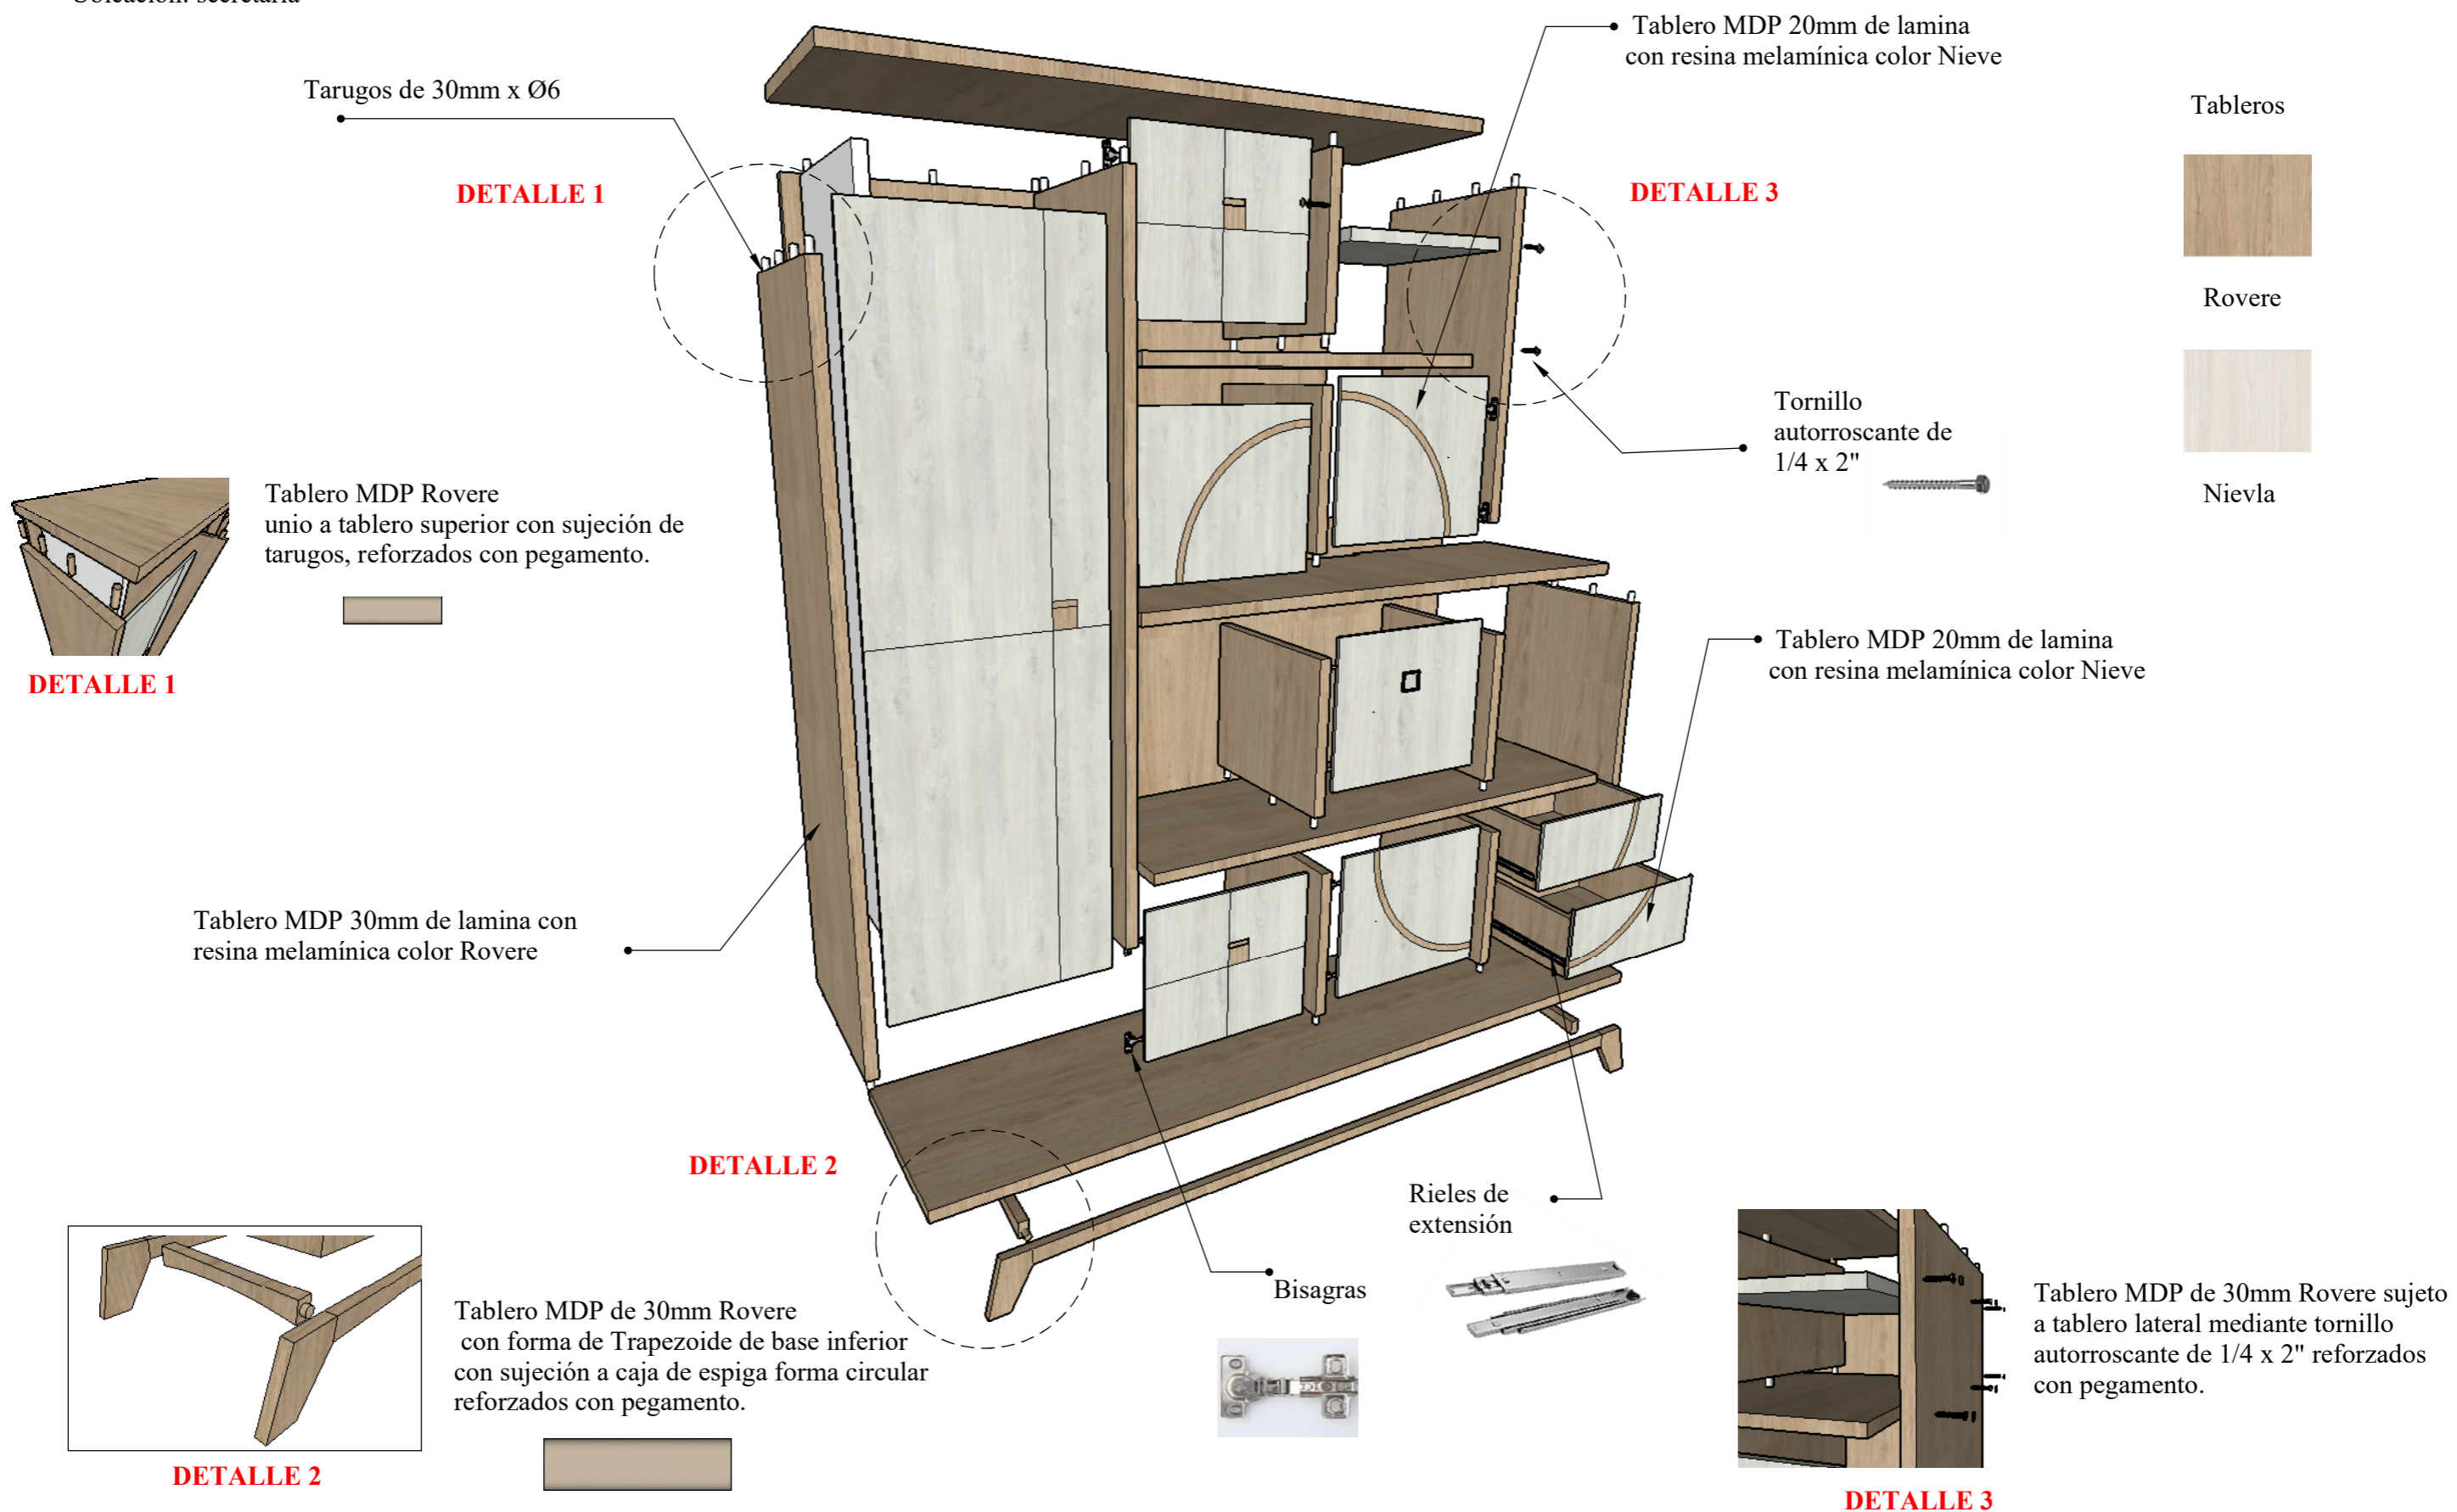 Ubicación: secretaria
Tablero MDP 20mm de lamina
con resina melamínica color Nieve
Tarugos de 30mm x Ø6
Tableros
DETALLE 1
DETALLE 3
Rovere
Tornillo
autorroscante de
1/4 x 2"
Nievla
Tablero MDP Rovere
unio a tablero superior con sujeción de
tarugos, reforzados con pegamento.
DETALLE 1
Tablero MDP 20mm de lamina
con resina melamínica color Nieve
Tablero MDP 30mm de lamina con
resina melamínica color Rovere
DETALLE 2
Rieles de
extensión
Bisagras
Tablero MDP de 30mm Rovere
con forma de Trapezoide de base inferior
con sujeción a caja de espiga forma circular
reforzados con pegamento.
DETALLE 2
Tablero MDP de 30mm Rovere sujeto
a tablero lateral mediante tornillo
autorroscante de 1/4 x 2" reforzados
con pegamento.
DETALLE 3